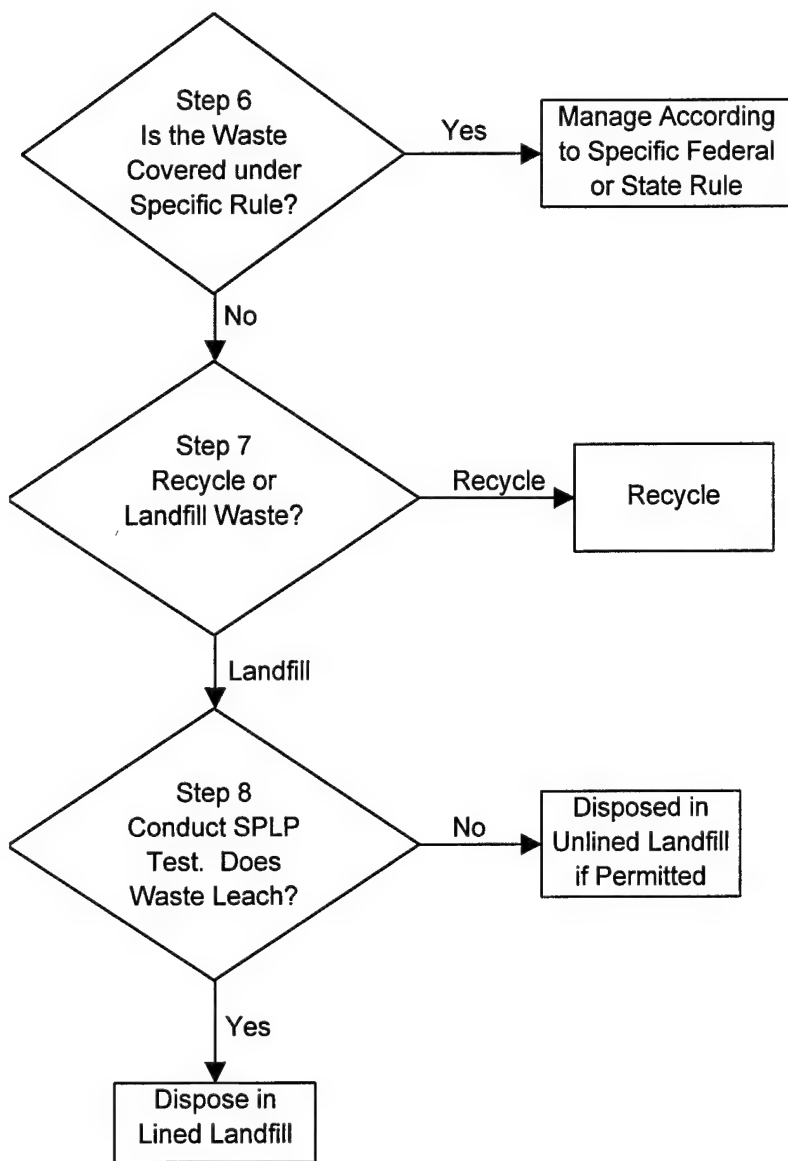 Step 6
Is the Waste
Covered under
Specific Rule?
Yes
Manage According
to Specific Federal
or State Rule
No
Step 7
Recycle or
Landfill Waste?
Recycle
Recycle
Landfill
Step 8
Conduct SPLP
Test. Does
Waste Leach?
No
Disposed in
Unlined Landfill
if Permitted
Yes
Dispose in
Lined Landfill